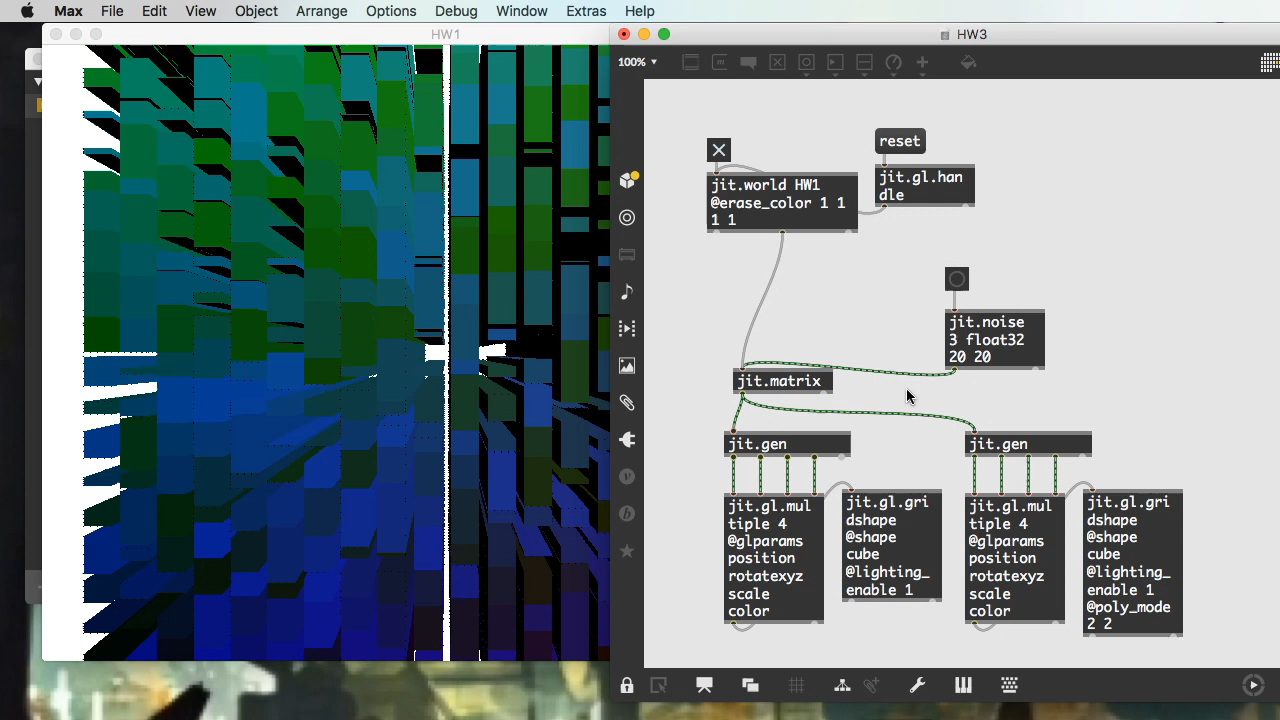 Max File Edit View Object Arrange Options Debug Window Extras Help
HW1
HW3
100%
reset
jit.world HW1
@erase_color 1 1
1 1
jit.gl.han
dle
jit.noise
3 float32
20 20
jit.matrix
jit.gen
jit.gen
jit.gl.mul
tiple 4
@glparams
position
rotatexyz
scale
color
jit.gl.gri
dshape
@shape
cube
@lighting_
enable 1
jit.gl.mul
tiple 4
@glparams
position
rotatexyz
scale
color
jit.gl.gri
dshape
@shape
cube
@lighting_
enable 1
@poly_mode
2 2